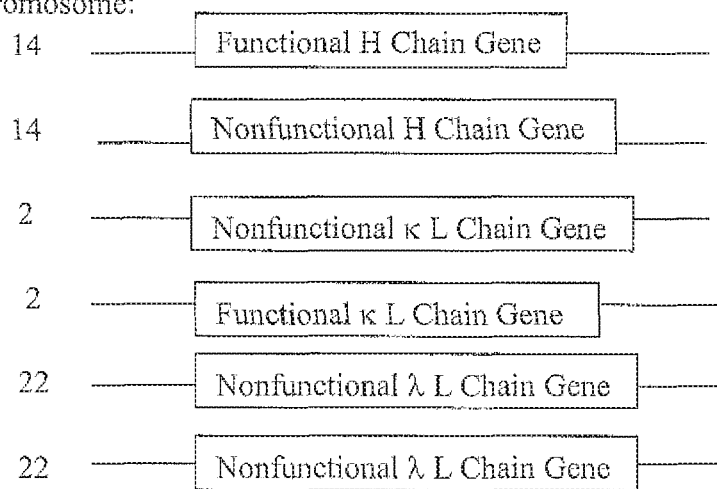 romosome:
14 Functional H Chain Gene
14 Nonfunctional H Chain Gene
2 Nonfunctional κ L Chain Gene
2 Functional κ L Chain Gene
22 Nonfunctional λ L Chain Gene
22 Nonfunctional λ L Chain Gene